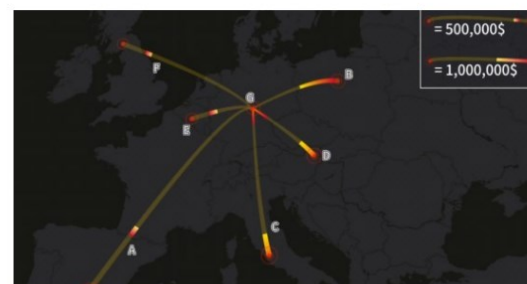 = 500,000$
= 1,000,000$
F
B
G
E
D
C
A